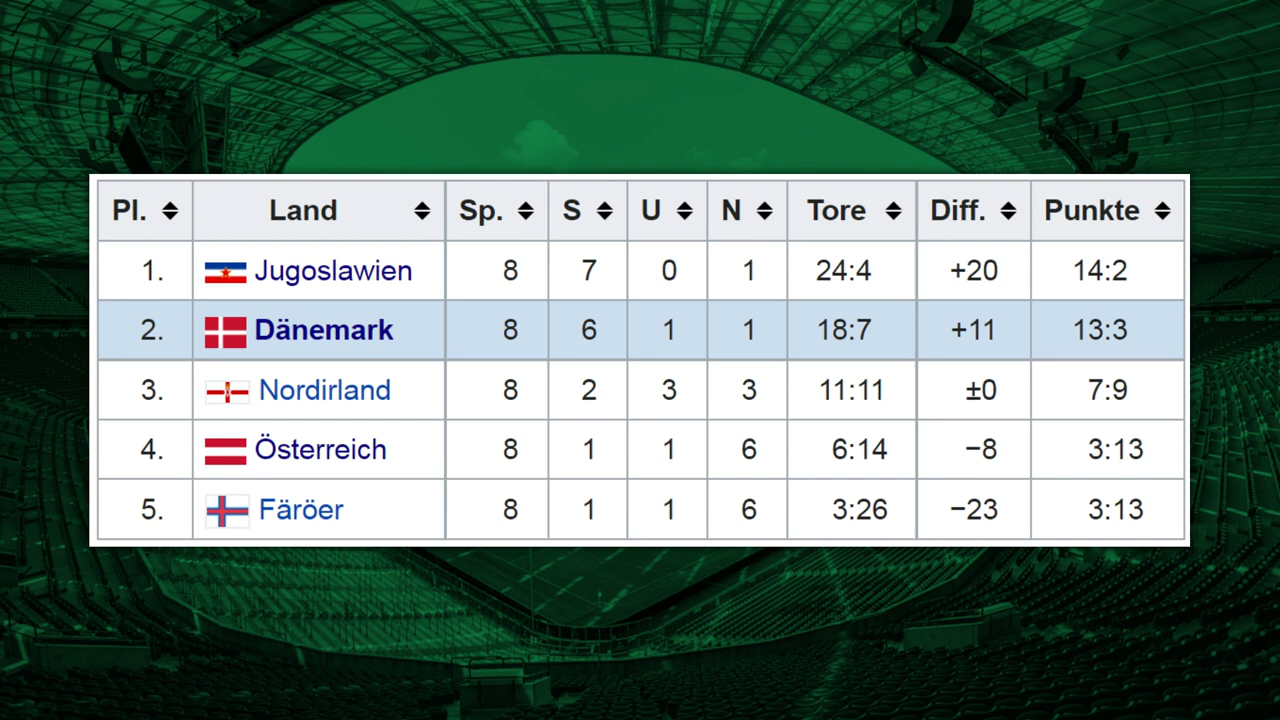 Pl. Land Sp. S U N Tore Diff. Punkte
1. Jugoslawien 8 7 0 1 24:4 +20 14:2
2. Dänemark 8 6 1 1 18:7 +11 13:3
3. Nordirland 8 2 3 3 11:11 ±0 7:9
4. Österreich 8 1 1 6 6:14 −8 3:13
5. Färöer 8 1 1 6 3:26 −23 3:13